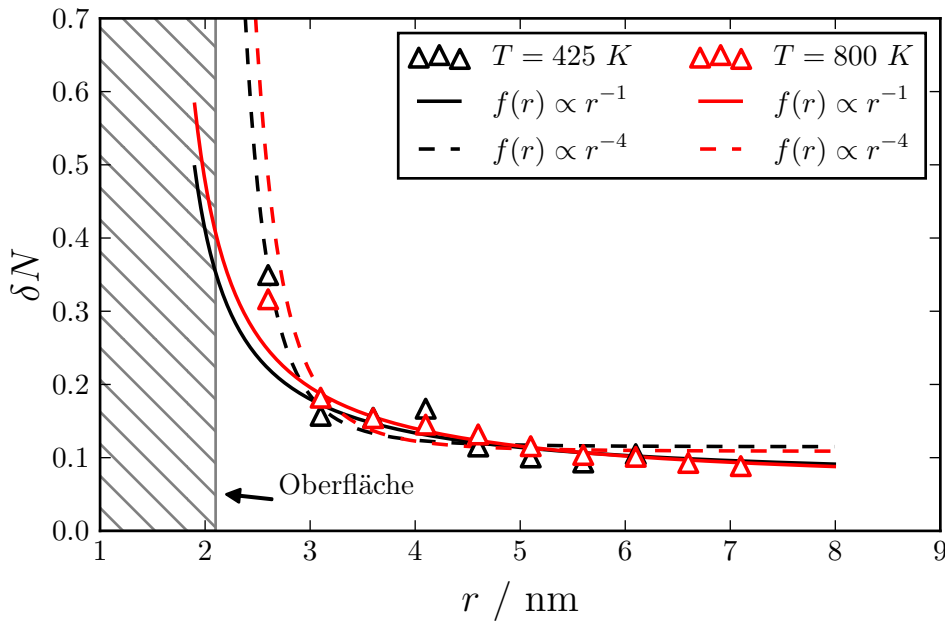 0.7
0.6
0.5
0.4
0.3
0.2
0.1
0.0
δN
T = 425 K
f(r) ∝ r⁻¹
f(r) ∝ r⁻⁴
T = 800 K
f(r) ∝ r⁻¹
f(r) ∝ r⁻⁴
Oberfläche
1 2 3 4 5 6 7 8 9
r / nm